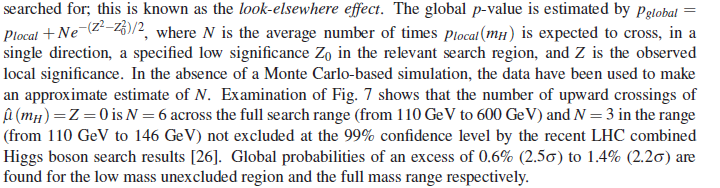 searched for; this is known as the look-elsewhere effect. The global p-value is estimated by p_global =
p_local + Ne^{−(Z²−Z₀²)/2}, where N is the average number of times p_local(m_H) is expected to cross, in a
single direction, a specified low significance Z₀ in the relevant search region, and Z is the observed
local significance. In the absence of a Monte Carlo-based simulation, the data have been used to make
an approximate estimate of N. Examination of Fig. 7 shows that the number of upward crossings of
μ̂(m_H) = Z = 0 is N = 6 across the full search range (from 110 GeV to 600 GeV) and N = 3 in the range
(from 110 GeV to 146 GeV) not excluded at the 99% confidence level by the recent LHC combined
Higgs boson search results [26]. Global probabilities of an excess of 0.6% (2.5σ) to 1.4% (2.2σ) are
found for the low mass unexcluded region and the full mass range respectively.